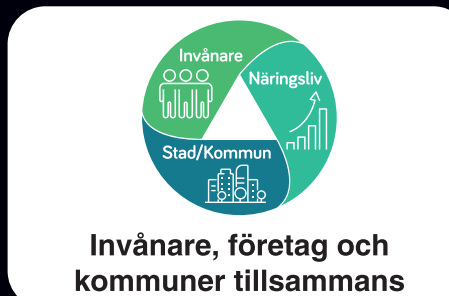 Invånare
Näringsliv
Stad/Kommun
Invånare, företag och
kommuner tillsammans